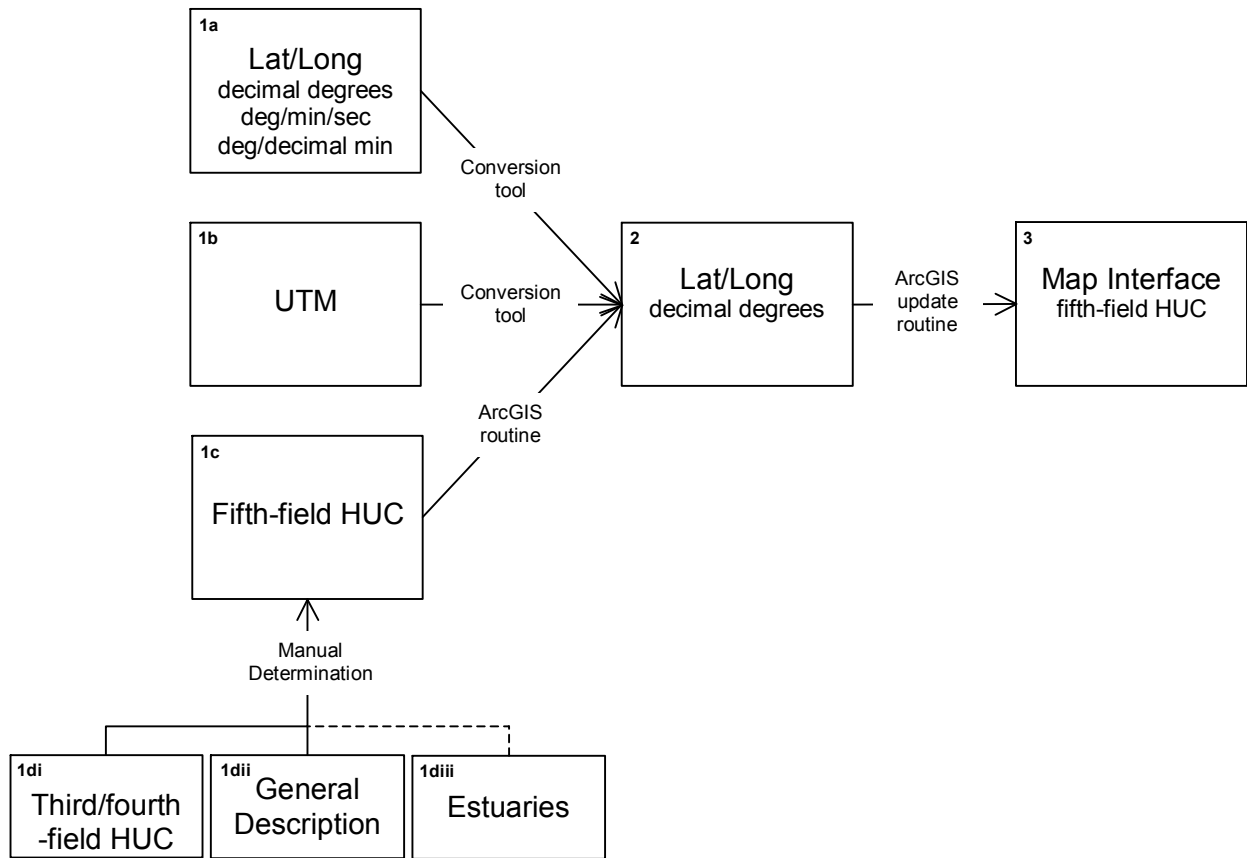 1a
Lat/Long
decimal degrees
deg/min/sec
deg/decimal min
Conversion
tool
1b
UTM
Conversion
tool
2
Lat/Long
decimal degrees
ArcGIS
update
routine
3
Map Interface
fifth-field HUC
ArcGIS
routine
1c
Fifth-field HUC
Manual
Determination
1di
Third/fourth
-field HUC
1dii
General
Description
1diii
Estuaries